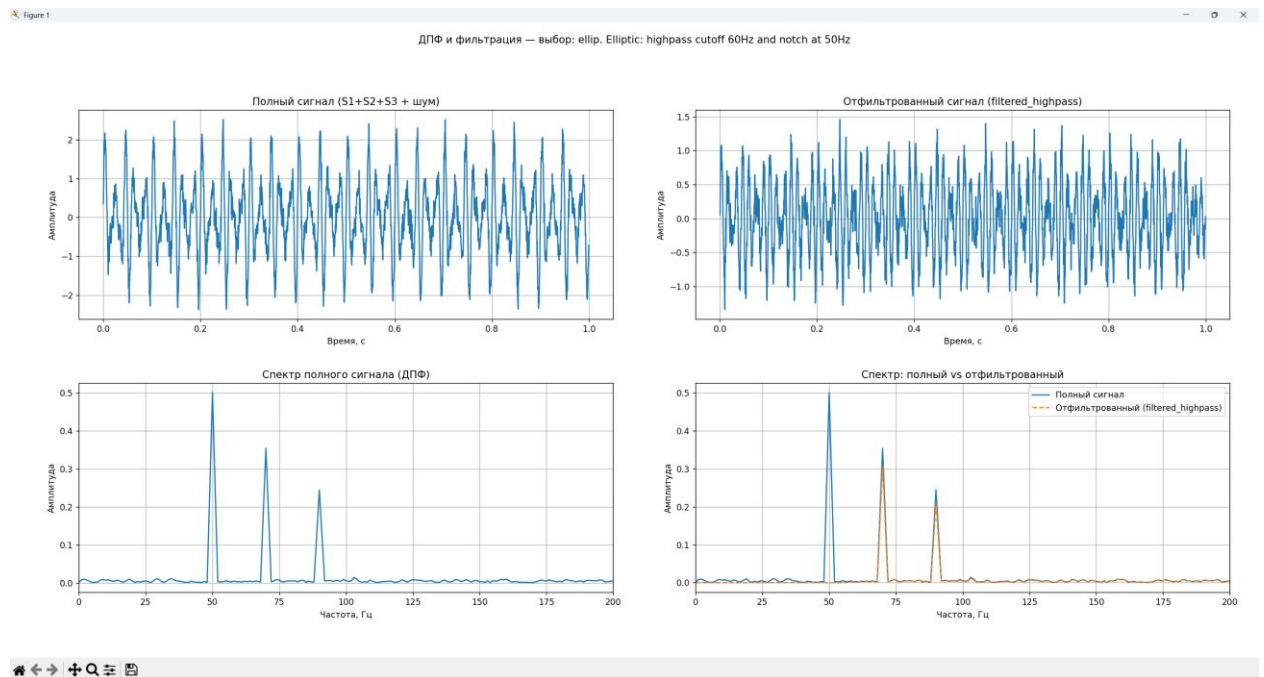 Figure 1
ДПФ и фильтрация — выбор: ellip. Elliptic: highpass cutoff 60Hz and notch at 50Hz
Полный сигнал (S1+S2+S3 + шум)
Амплитуда
2
1
0
−1
−2
0.0 0.2 0.4 0.6 0.8 1.0
Время, с
Отфильтрованный сигнал (filtered_highpass)
Амплитуда
1.5
1.0
0.5
0.0
−0.5
−1.0
0.0 0.2 0.4 0.6 0.8 1.0
Время, с
Спектр полного сигнала (ДПФ)
Амплитуда
0.5
0.4
0.3
0.2
0.1
0.0
0 25 50 75 100 125 150 175 200
Частота, Гц
Спектр: полный vs отфильтрованный
Полный сигнал
Отфильтрованный (filtered_highpass)
Амплитуда
0.5
0.4
0.3
0.2
0.1
0.0
0 25 50 75 100 125 150 175 200
Частота, Гц